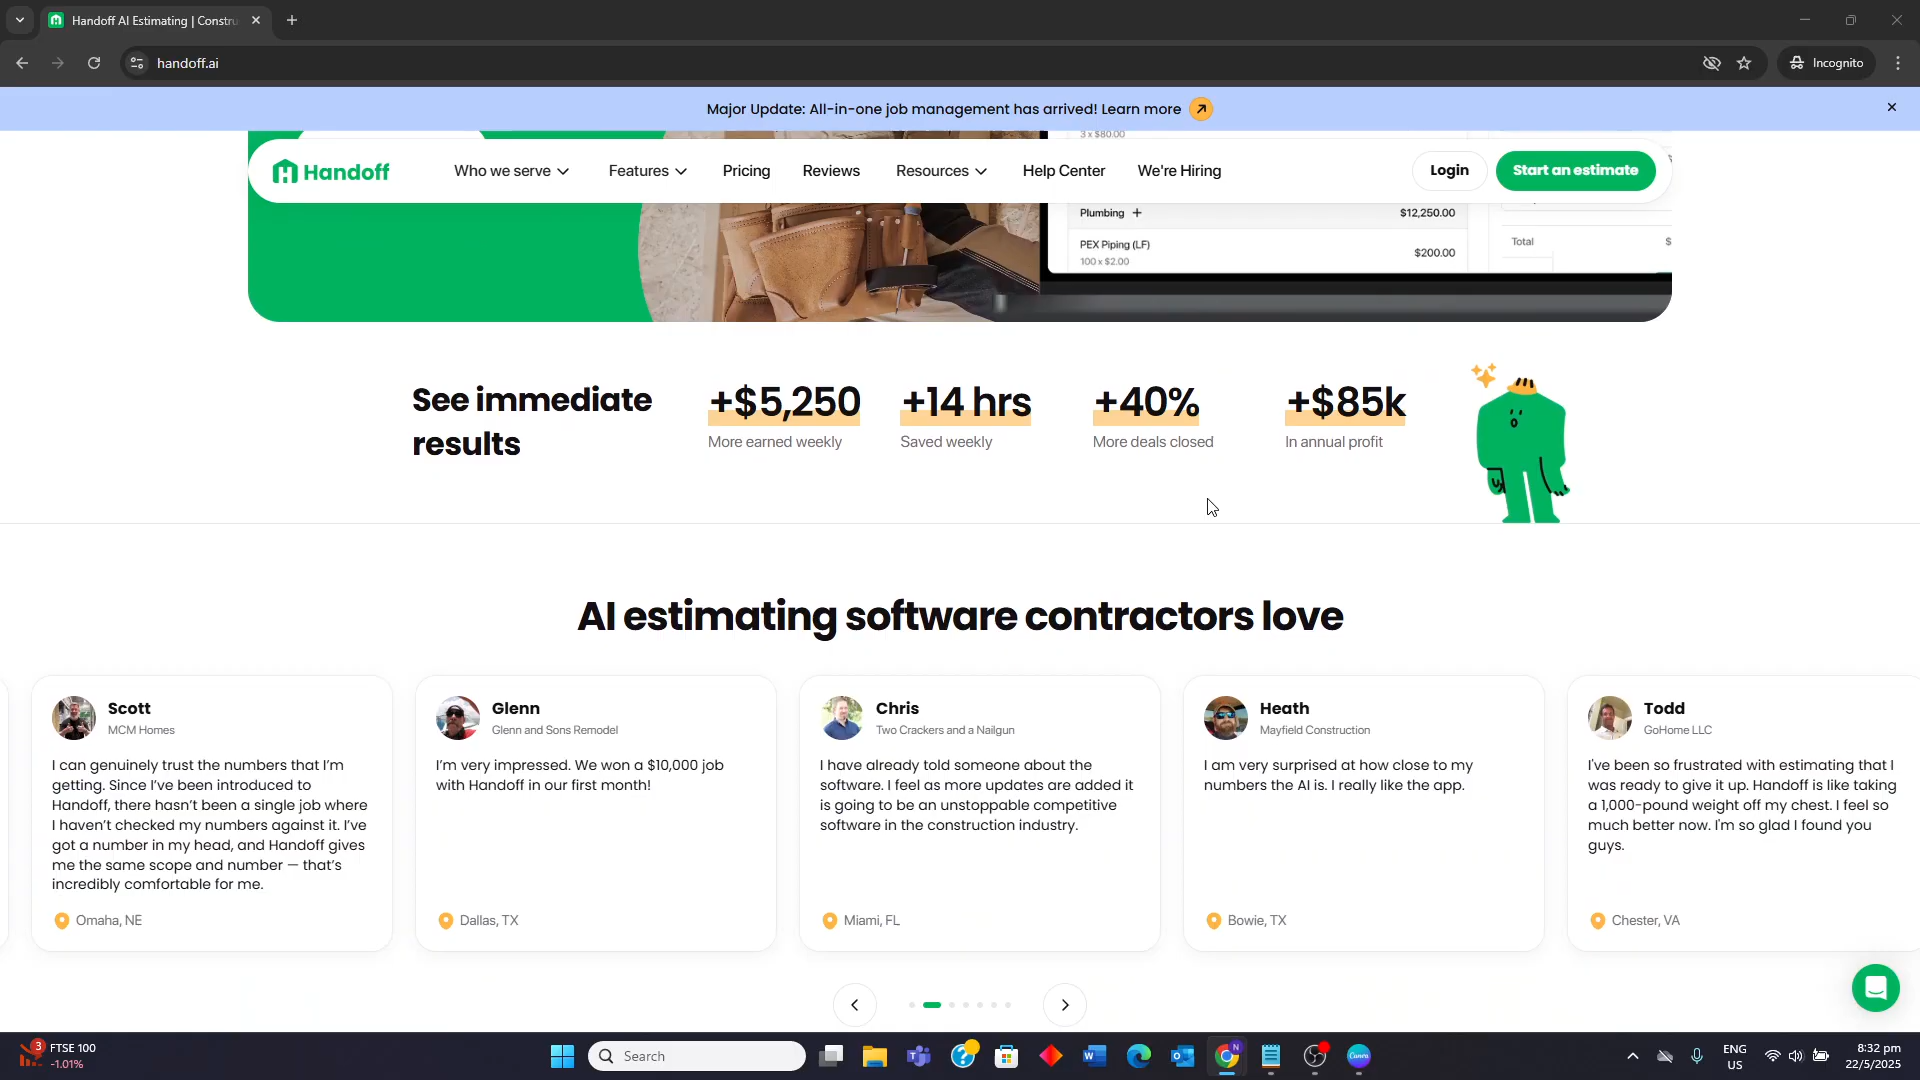 Handoff AI Estimating | Constru
handoff.ai
Incognito
Major Update: All-in-one job management has arrived! Learn more
3 x $80.00
Handoff
Who we serve
Features
Pricing
Reviews
Resources
Help Center
We're Hiring
Login
Start an estimate
Plumbing +
$12,250.00
PEX Piping (LF)
100 x $2.00
$200.00
Total
$
See immediate
results
+$5,250
More earned weekly
+14 hrs
Saved weekly
+40%
More deals closed
+$85k
In annual profit
AI estimating software contractors love
Scott
MCM Homes
I can genuinely trust the numbers that I'm
getting. Since I've been introduced to
Handoff, there hasn't been a single job where
I haven't checked my numbers against it. I've
got a number in my head, and Handoff gives
me the same scope and number — that's
incredibly comfortable for me.
Omaha, NE
Glenn
Glenn and Sons Remodel
I'm very impressed. We won a $10,000 job
with Handoff in our first month!
Dallas, TX
Chris
Two Crackers and a Nailgun
I have already told someone about the
software. I feel as more updates are added it
is going to be an unstoppable competitive
software in the construction industry.
Miami, FL
Heath
Mayfield Construction
I am very surprised at how close to my
numbers the AI is. I really like the app.
Bowie, TX
Todd
GoHome LLC
I've been so frustrated with estimating that I
was ready to give it up. Handoff is like taking
a 1,000-pound weight off my chest. I feel so
much better now. I'm so glad I found you
guys.
Chester, VA
3
FTSE 100
-1.01%
Search
N
Canva
ENG
US
8:32 pm
22/5/2025